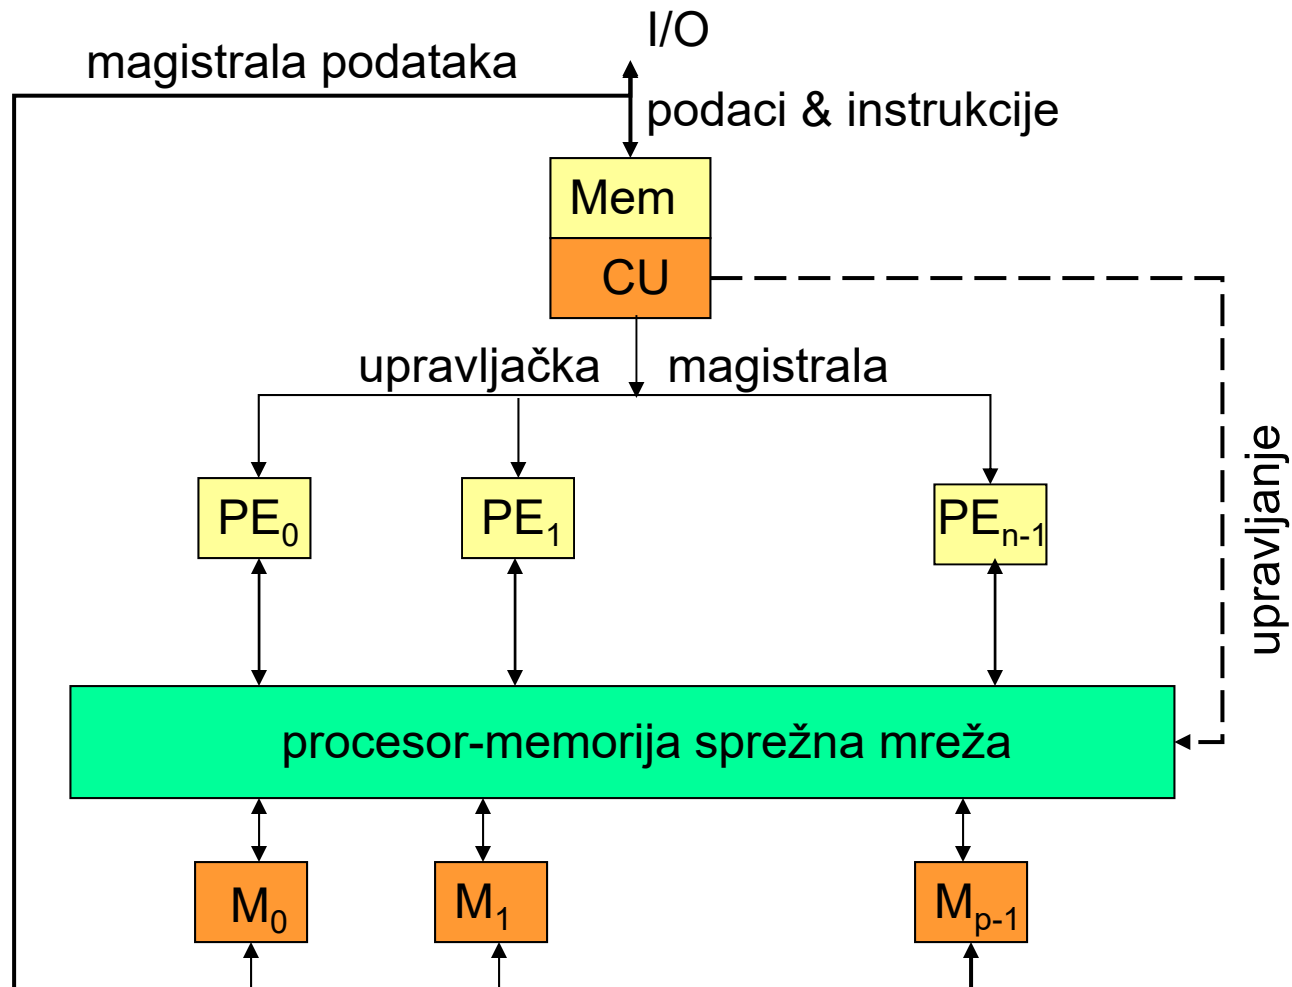 I/O
magistrala podataka
podaci & instrukcije
Mem
CU
upravljačka magistrala
upravljanje
PE0
PE1
PEn-1
procesor-memorija sprežna mreža
M0
M1
Mp-1